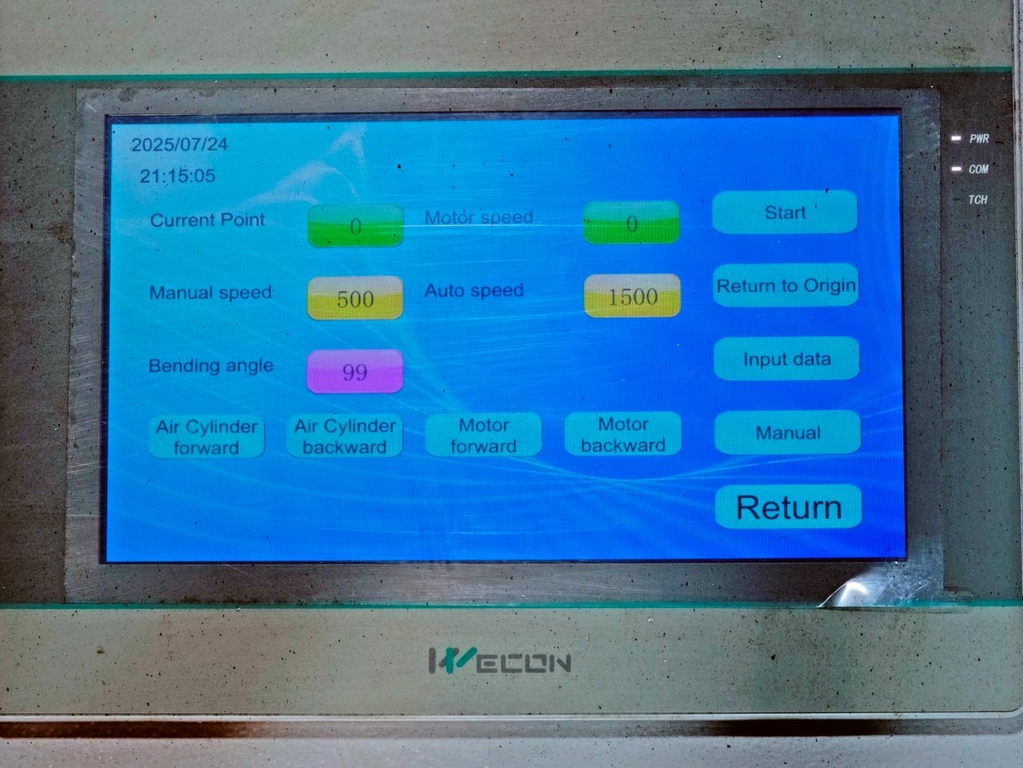 2025/07/24
21:15:05
PWR
COM
TCH
Current Point 0 Motor speed 0 Start
Manual speed 500 Auto speed 1500 Return to Origin
Bending angle 99 Input data
Air Cylinder
forward
Air Cylinder
backward
Motor
forward
Motor
backward
Manual
Return
WECON